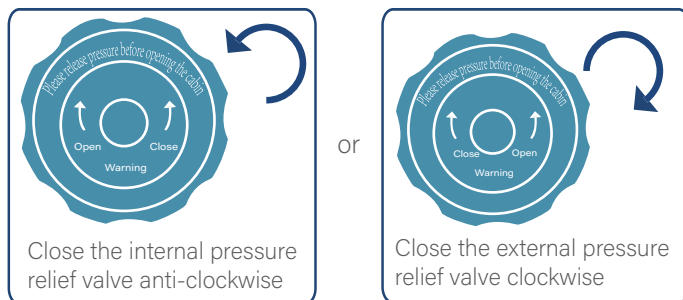 Please release pressure before opening the cabin
Open
Close
Warning
Close the internal pressure
relief valve anti-clockwise
or
Please release pressure before opening the cabin
Close
Open
Warning
Close the external pressure
relief valve clockwise